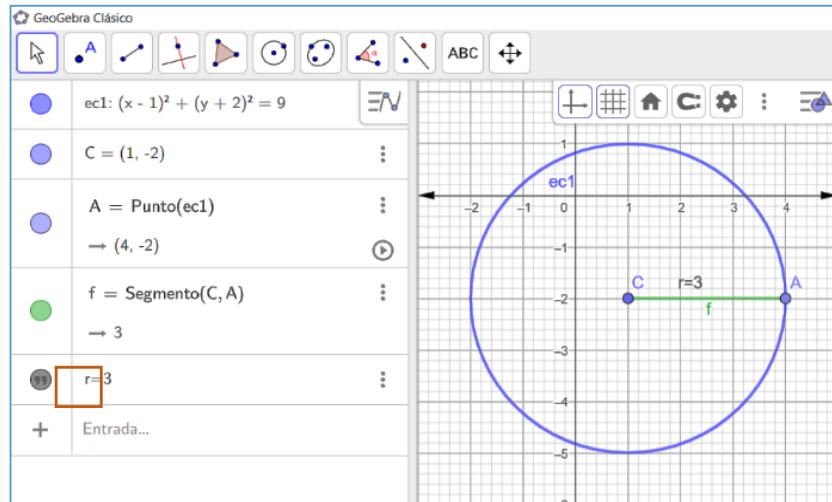 GeoGebra Clásico
A
ABC
ec1: (x - 1)² + (y + 2)² = 9
C = (1, -2)
A = Punto(ec1)
→ (4, -2)
f = Segmento(C, A)
→ 3
r=3
+ Entrada...
1
ec1
−2 −1 0 1 2 3 4
−1
C r=3 A
−2
f
−3
−4
−5